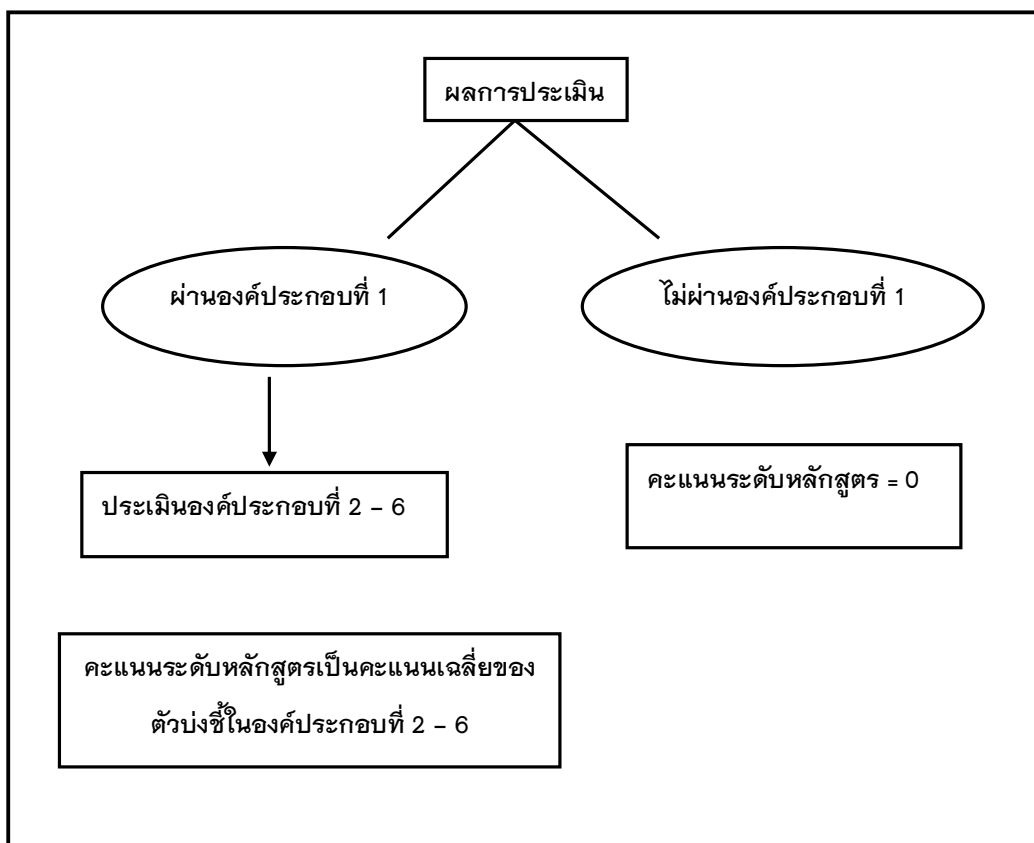 ผลการประเมิน
ผ่านองค์ประกอบที่ 1
ไม่ผ่านองค์ประกอบที่ 1
ประเมินองค์ประกอบที่ 2 – 6
คะแนนระดับหลักสูตร = 0
คะแนนระดับหลักสูตรเป็นคะแนนเฉลี่ยของ
ตัวบ่งชี้ในองค์ประกอบที่ 2 – 6